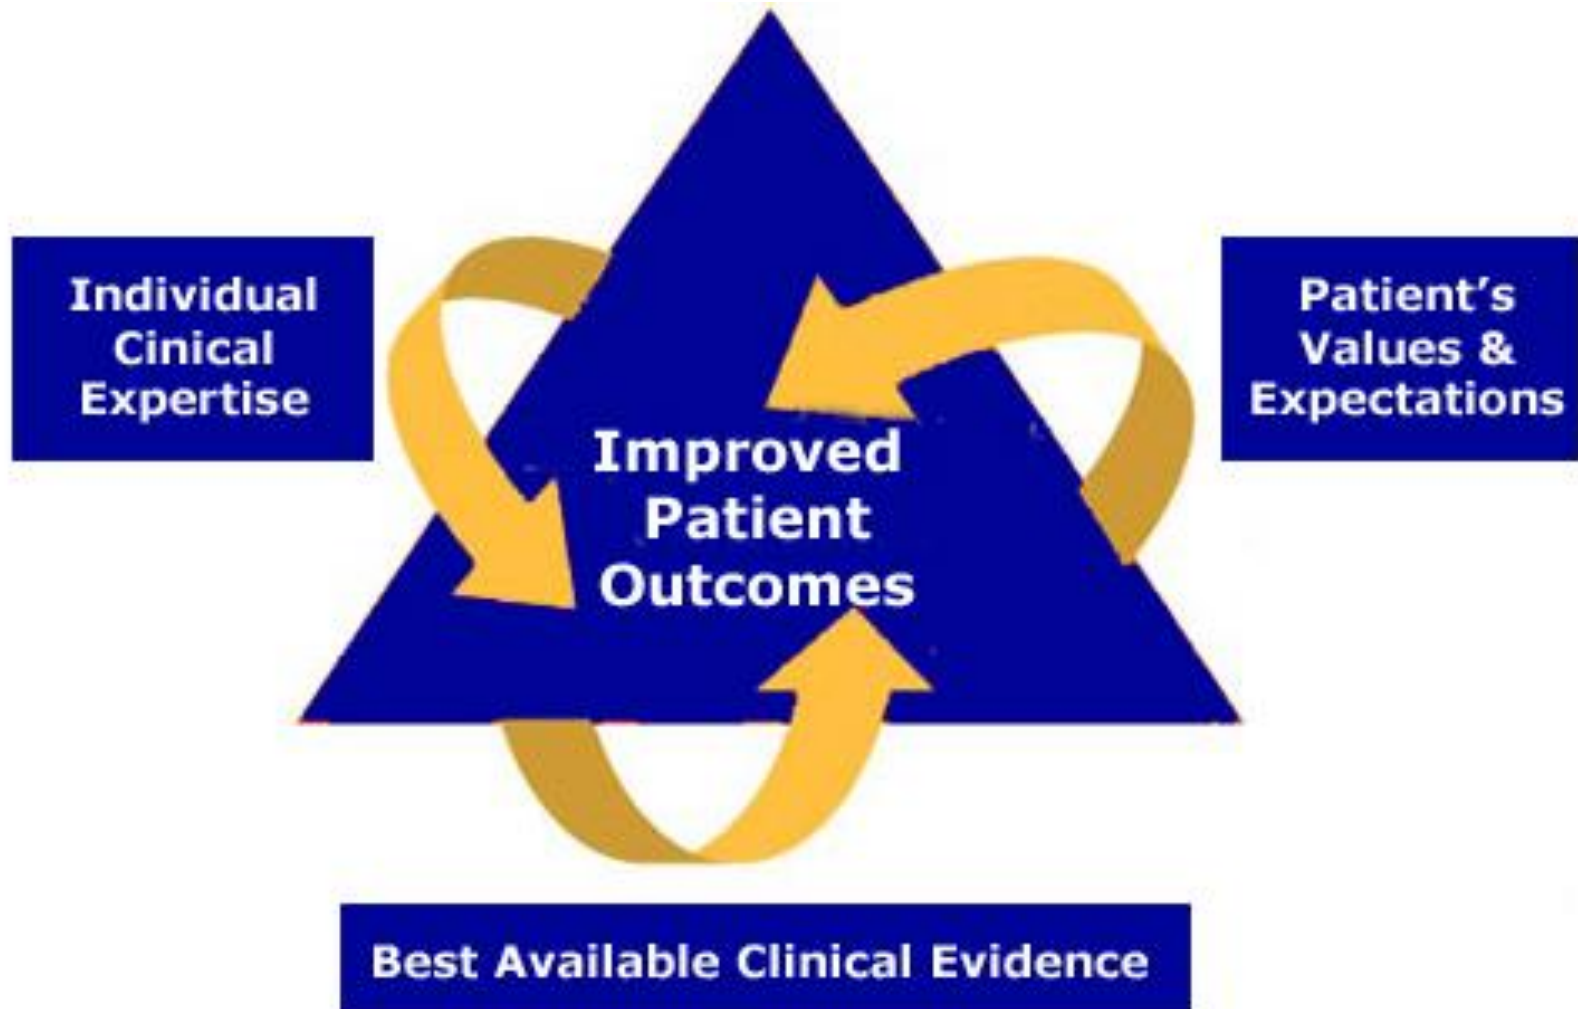 Individual
Cinical
Expertise
Patient’s
Values &
Expectations
Improved
Patient
Outcomes
Best Available Clinical Evidence